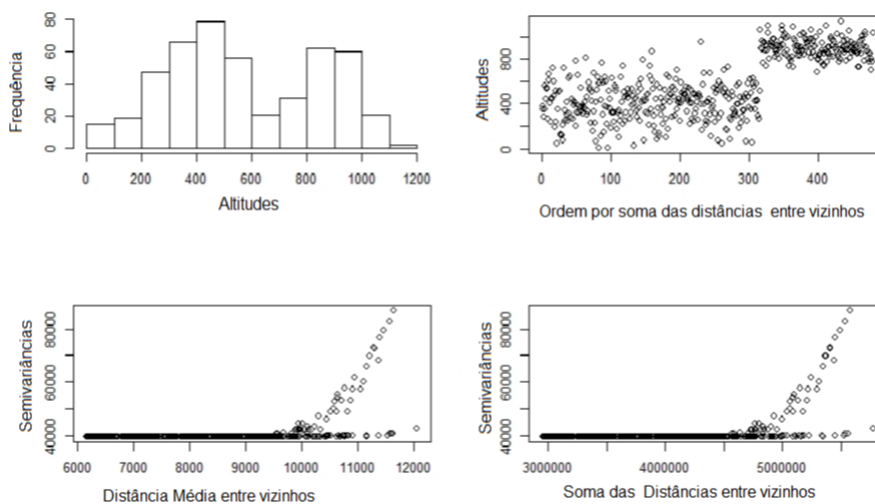 Frequência
0 20 40 60 80
0 200 400 600 800 1000 1200
Altitudes
Altitudes
0 400 800
0 100 200 300 400
Ordem por soma das distâncias entre vizinhos
Semivariâncias
40000 60000 80000
6000 7000 8000 9000 10000 11000 12000
Distância Média entre vizinhos
Semivariâncias
40000 60000 80000
3000000 4000000 5000000
Soma das Distâncias entre vizinhos